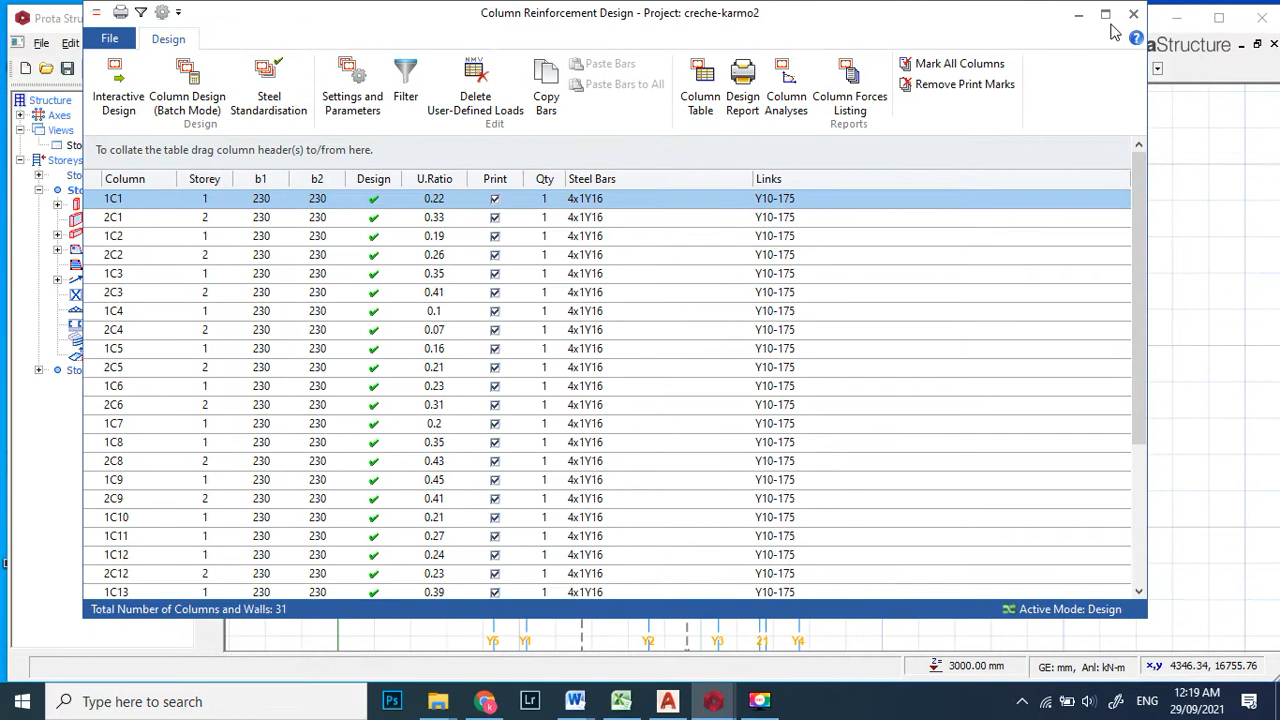 Prota Stru
Column Reinforcement Design - Project: creche-karmo2
taStructure
File Edit
File Design
Interactive Design
Column Design (Batch Mode)
Steel Standardisation
Settings and Parameters
Filter
Delete User-Defined Loads
Copy Bars
Paste Bars
Paste Bars to All
Column Table
Design Report
Column Analyses
Column Forces Listing
Mark All Columns
Remove Print Marks
Design Edit Reports
To collate the table drag column header(s) to/from here.
Structure
Axes
Views
Sto
Storeys
Sto
Sto
Sto
Column Storey b1 b2 Design U.Ratio Print Qty Steel Bars Links
1C1 1 230 230 0.22 1 4x1Y16 Y10-175
2C1 2 230 230 0.33 1 4x1Y16 Y10-175
1C2 1 230 230 0.19 1 4x1Y16 Y10-175
2C2 2 230 230 0.26 1 4x1Y16 Y10-175
1C3 1 230 230 0.35 1 4x1Y16 Y10-175
2C3 2 230 230 0.41 1 4x1Y16 Y10-175
1C4 1 230 230 0.1 1 4x1Y16 Y10-175
2C4 2 230 230 0.07 1 4x1Y16 Y10-175
1C5 1 230 230 0.16 1 4x1Y16 Y10-175
2C5 2 230 230 0.21 1 4x1Y16 Y10-175
1C6 1 230 230 0.23 1 4x1Y16 Y10-175
2C6 2 230 230 0.31 1 4x1Y16 Y10-175
1C7 1 230 230 0.2 1 4x1Y16 Y10-175
1C8 1 230 230 0.35 1 4x1Y16 Y10-175
2C8 2 230 230 0.43 1 4x1Y16 Y10-175
1C9 1 230 230 0.45 1 4x1Y16 Y10-175
2C9 2 230 230 0.41 1 4x1Y16 Y10-175
1C10 1 230 230 0.21 1 4x1Y16 Y10-175
1C11 1 230 230 0.27 1 4x1Y16 Y10-175
1C12 1 230 230 0.24 1 4x1Y16 Y10-175
2C12 2 230 230 0.23 1 4x1Y16 Y10-175
1C13 1 230 230 0.39 1 4x1Y16 Y10-175
Total Number of Columns and Walls: 31 Active Mode: Design
Y5 Y1 Y2 Y3 21 Y4
Z= 3000.00 mm GE: mm, Anl: kN-m x,y 4346.34, 16755.76
Type here to search
Ps Lr ENG
12:19 AM
29/09/2021